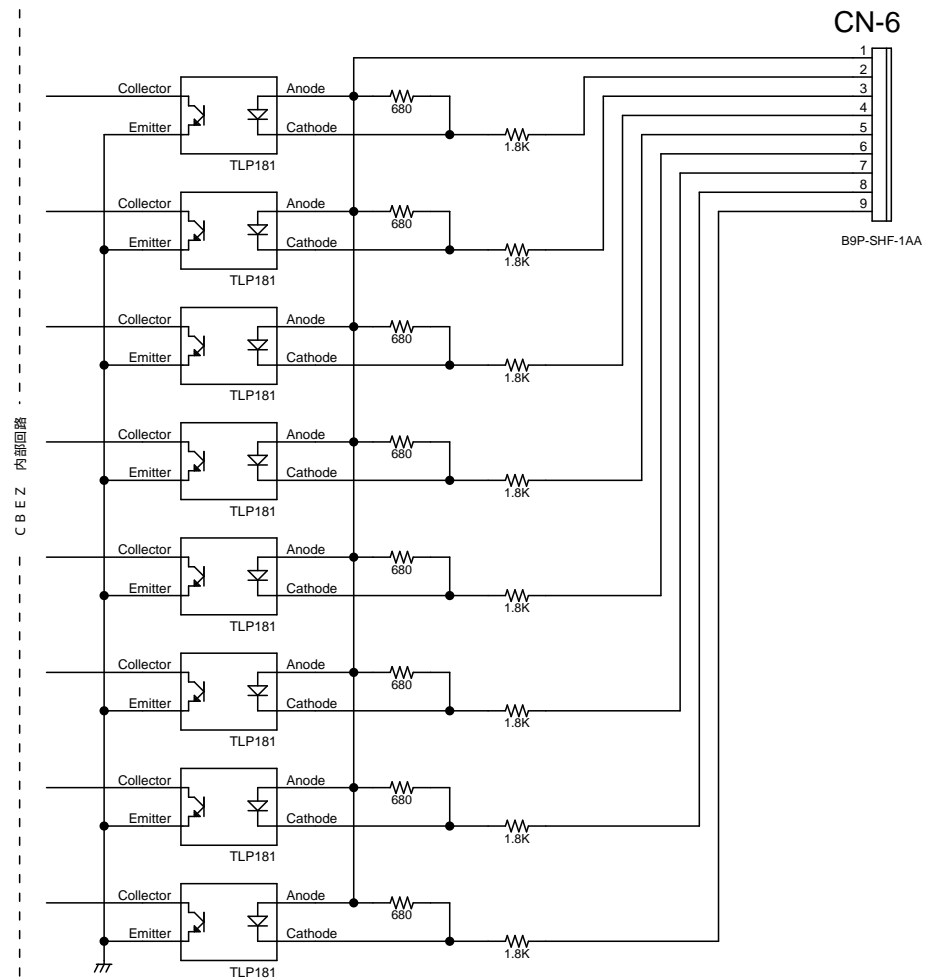 CN-6
1
2
3
4
5
6
7
8
9
B9P-SHF-1AA
CBEZ 内部回路
Collector
Anode
680
Emitter
Cathode
1.8K
TLP181
Collector
Anode
680
Emitter
Cathode
1.8K
TLP181
Collector
Anode
680
Emitter
Cathode
1.8K
TLP181
Collector
Anode
680
Emitter
Cathode
1.8K
TLP181
Collector
Anode
680
Emitter
Cathode
1.8K
TLP181
Collector
Anode
680
Emitter
Cathode
1.8K
TLP181
Collector
Anode
680
Emitter
Cathode
1.8K
TLP181
Collector
Anode
680
Emitter
Cathode
1.8K
TLP181